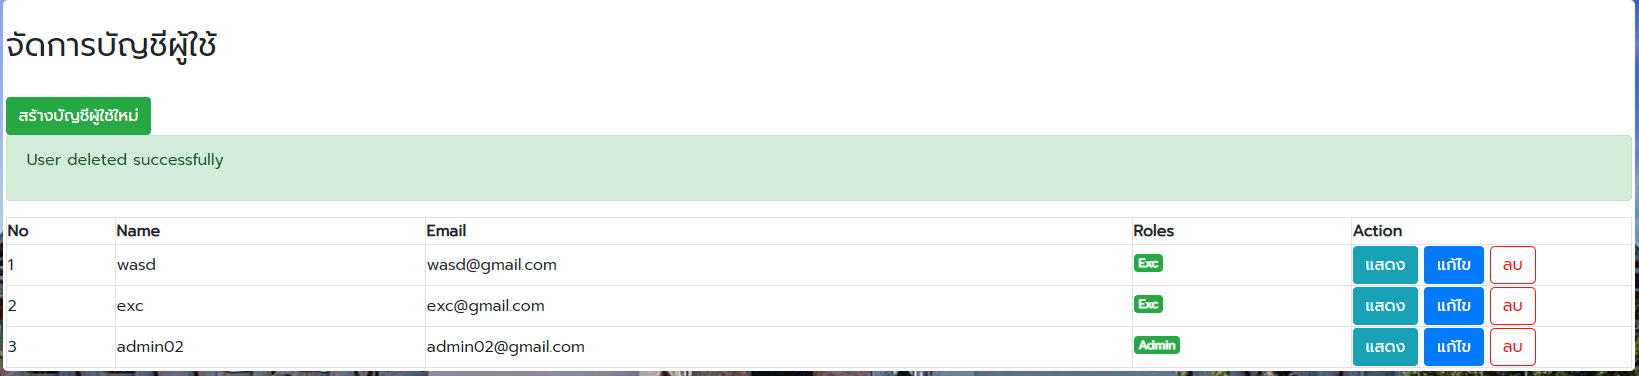 จัดการบัญชีผู้ใช้
สร้างบัญชีผู้ใช้ใหม่
User deleted successfully
No Name Email Roles Action
1 wasd wasd@gmail.com Exc แสดง แก้ไข ลบ
2 exc exc@gmail.com Exc แสดง แก้ไข ลบ
3 admin02 admin02@gmail.com Admin แสดง แก้ไข ลบ